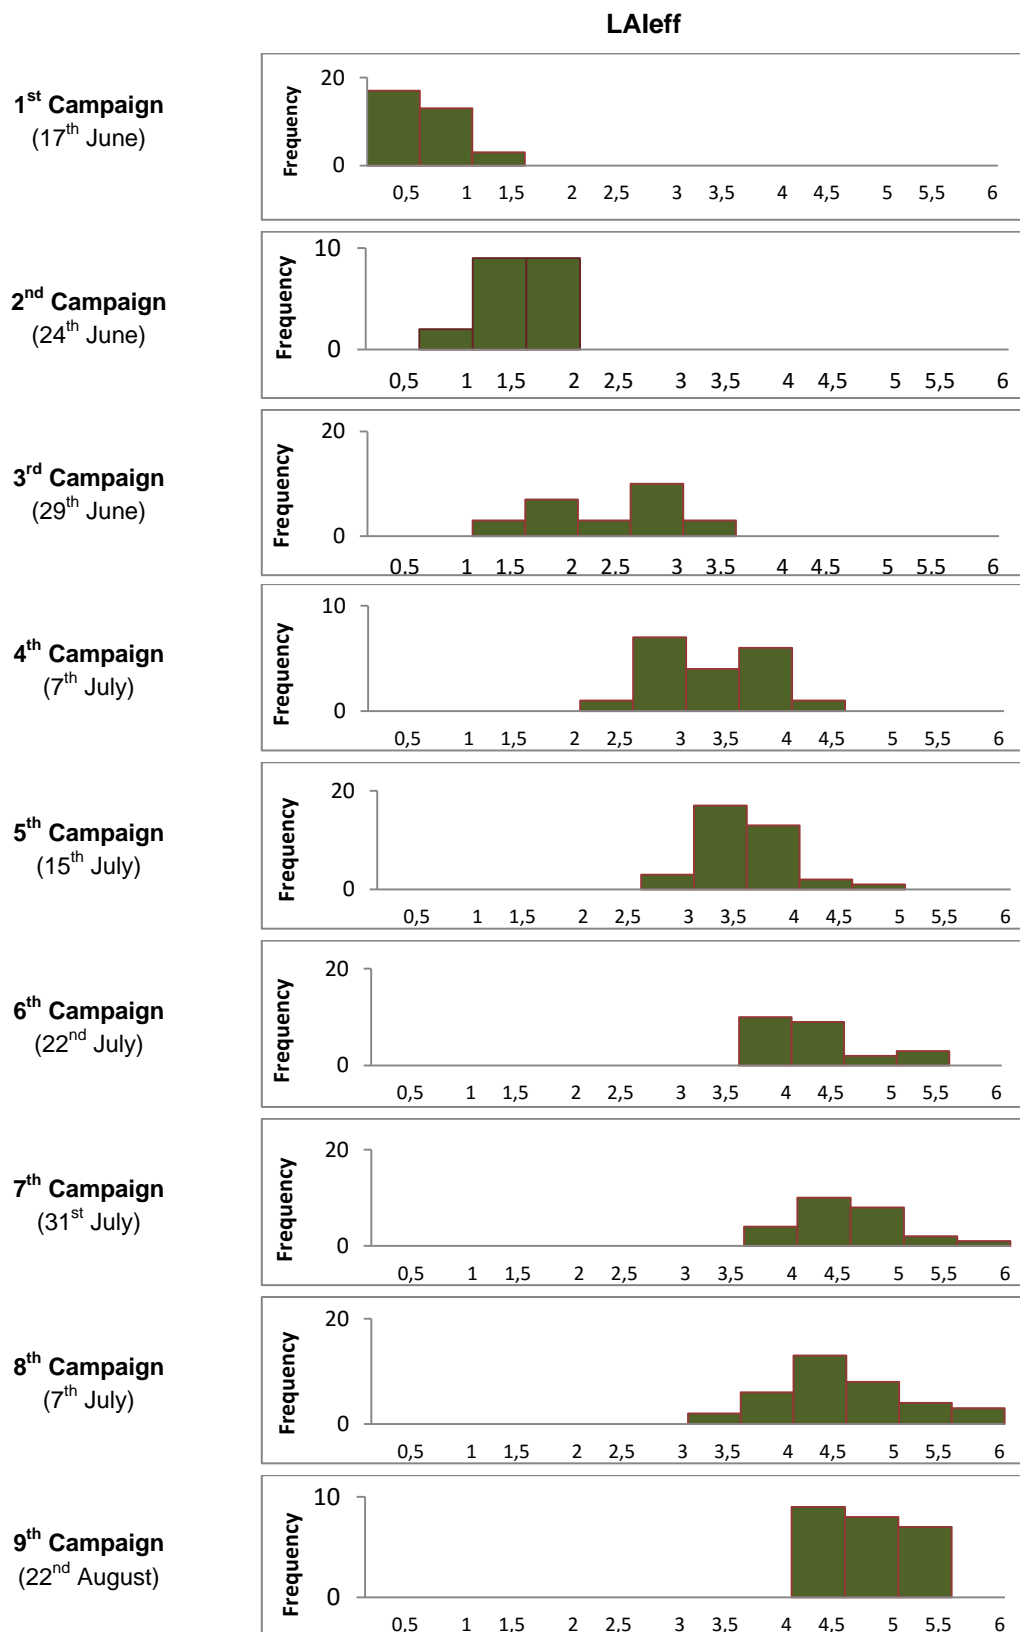 LAIeff
1st Campaign
(17th June)
Frequency
20
0
0,5 1 1,5 2 2,5 3 3,5 4 4,5 5 5,5 6
2nd Campaign
(24th June)
Frequency
10
0
0,5 1 1,5 2 2,5 3 3,5 4 4,5 5 5,5 6
3rd Campaign
(29th June)
Frequency
20
0
0,5 1 1,5 2 2,5 3 3,5 4 4,5 5 5,5 6
4th Campaign
(7th July)
Frequency
10
0
0,5 1 1,5 2 2,5 3 3,5 4 4,5 5 5,5 6
5th Campaign
(15th July)
Frequency
20
0
0,5 1 1,5 2 2,5 3 3,5 4 4,5 5 5,5 6
6th Campaign
(22nd July)
Frequency
20
0
0,5 1 1,5 2 2,5 3 3,5 4 4,5 5 5,5 6
7th Campaign
(31st July)
Frequency
20
0
0,5 1 1,5 2 2,5 3 3,5 4 4,5 5 5,5 6
8th Campaign
(7th July)
Frequency
20
0
0,5 1 1,5 2 2,5 3 3,5 4 4,5 5 5,5 6
9th Campaign
(22nd August)
Frequency
10
0
0,5 1 1,5 2 2,5 3 3,5 4 4,5 5 5,5 6